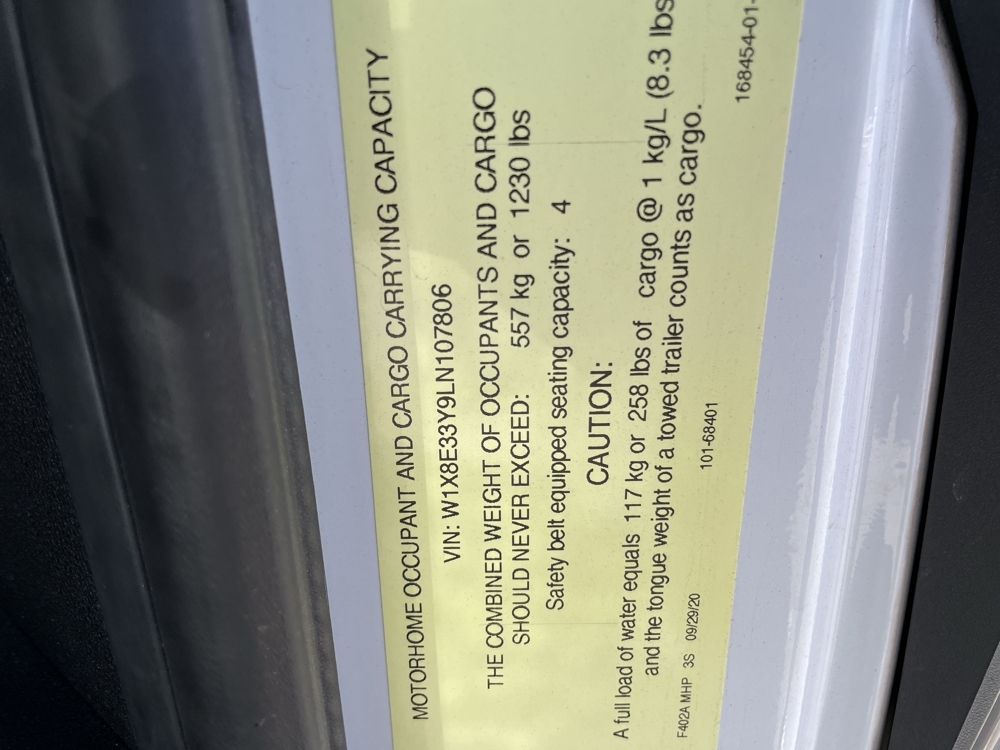 MOTORHOME OCCUPANT AND CARGO CARRYING CAPACITY
VIN: W1X8E33Y9LN107806
THE COMBINED WEIGHT OF OCCUPANTS AND CARGO
SHOULD NEVER EXCEED: 557 kg or 1230 lbs
Safety belt equipped seating capacity: 4
CAUTION:
A full load of water equals 117 kg or 258 lbs of cargo @ 1 kg/L (8.3 lbs
and the tongue weight of a towed trailer counts as cargo.
F402A MHP 3S 09/29/20 101-68401 168454-01-